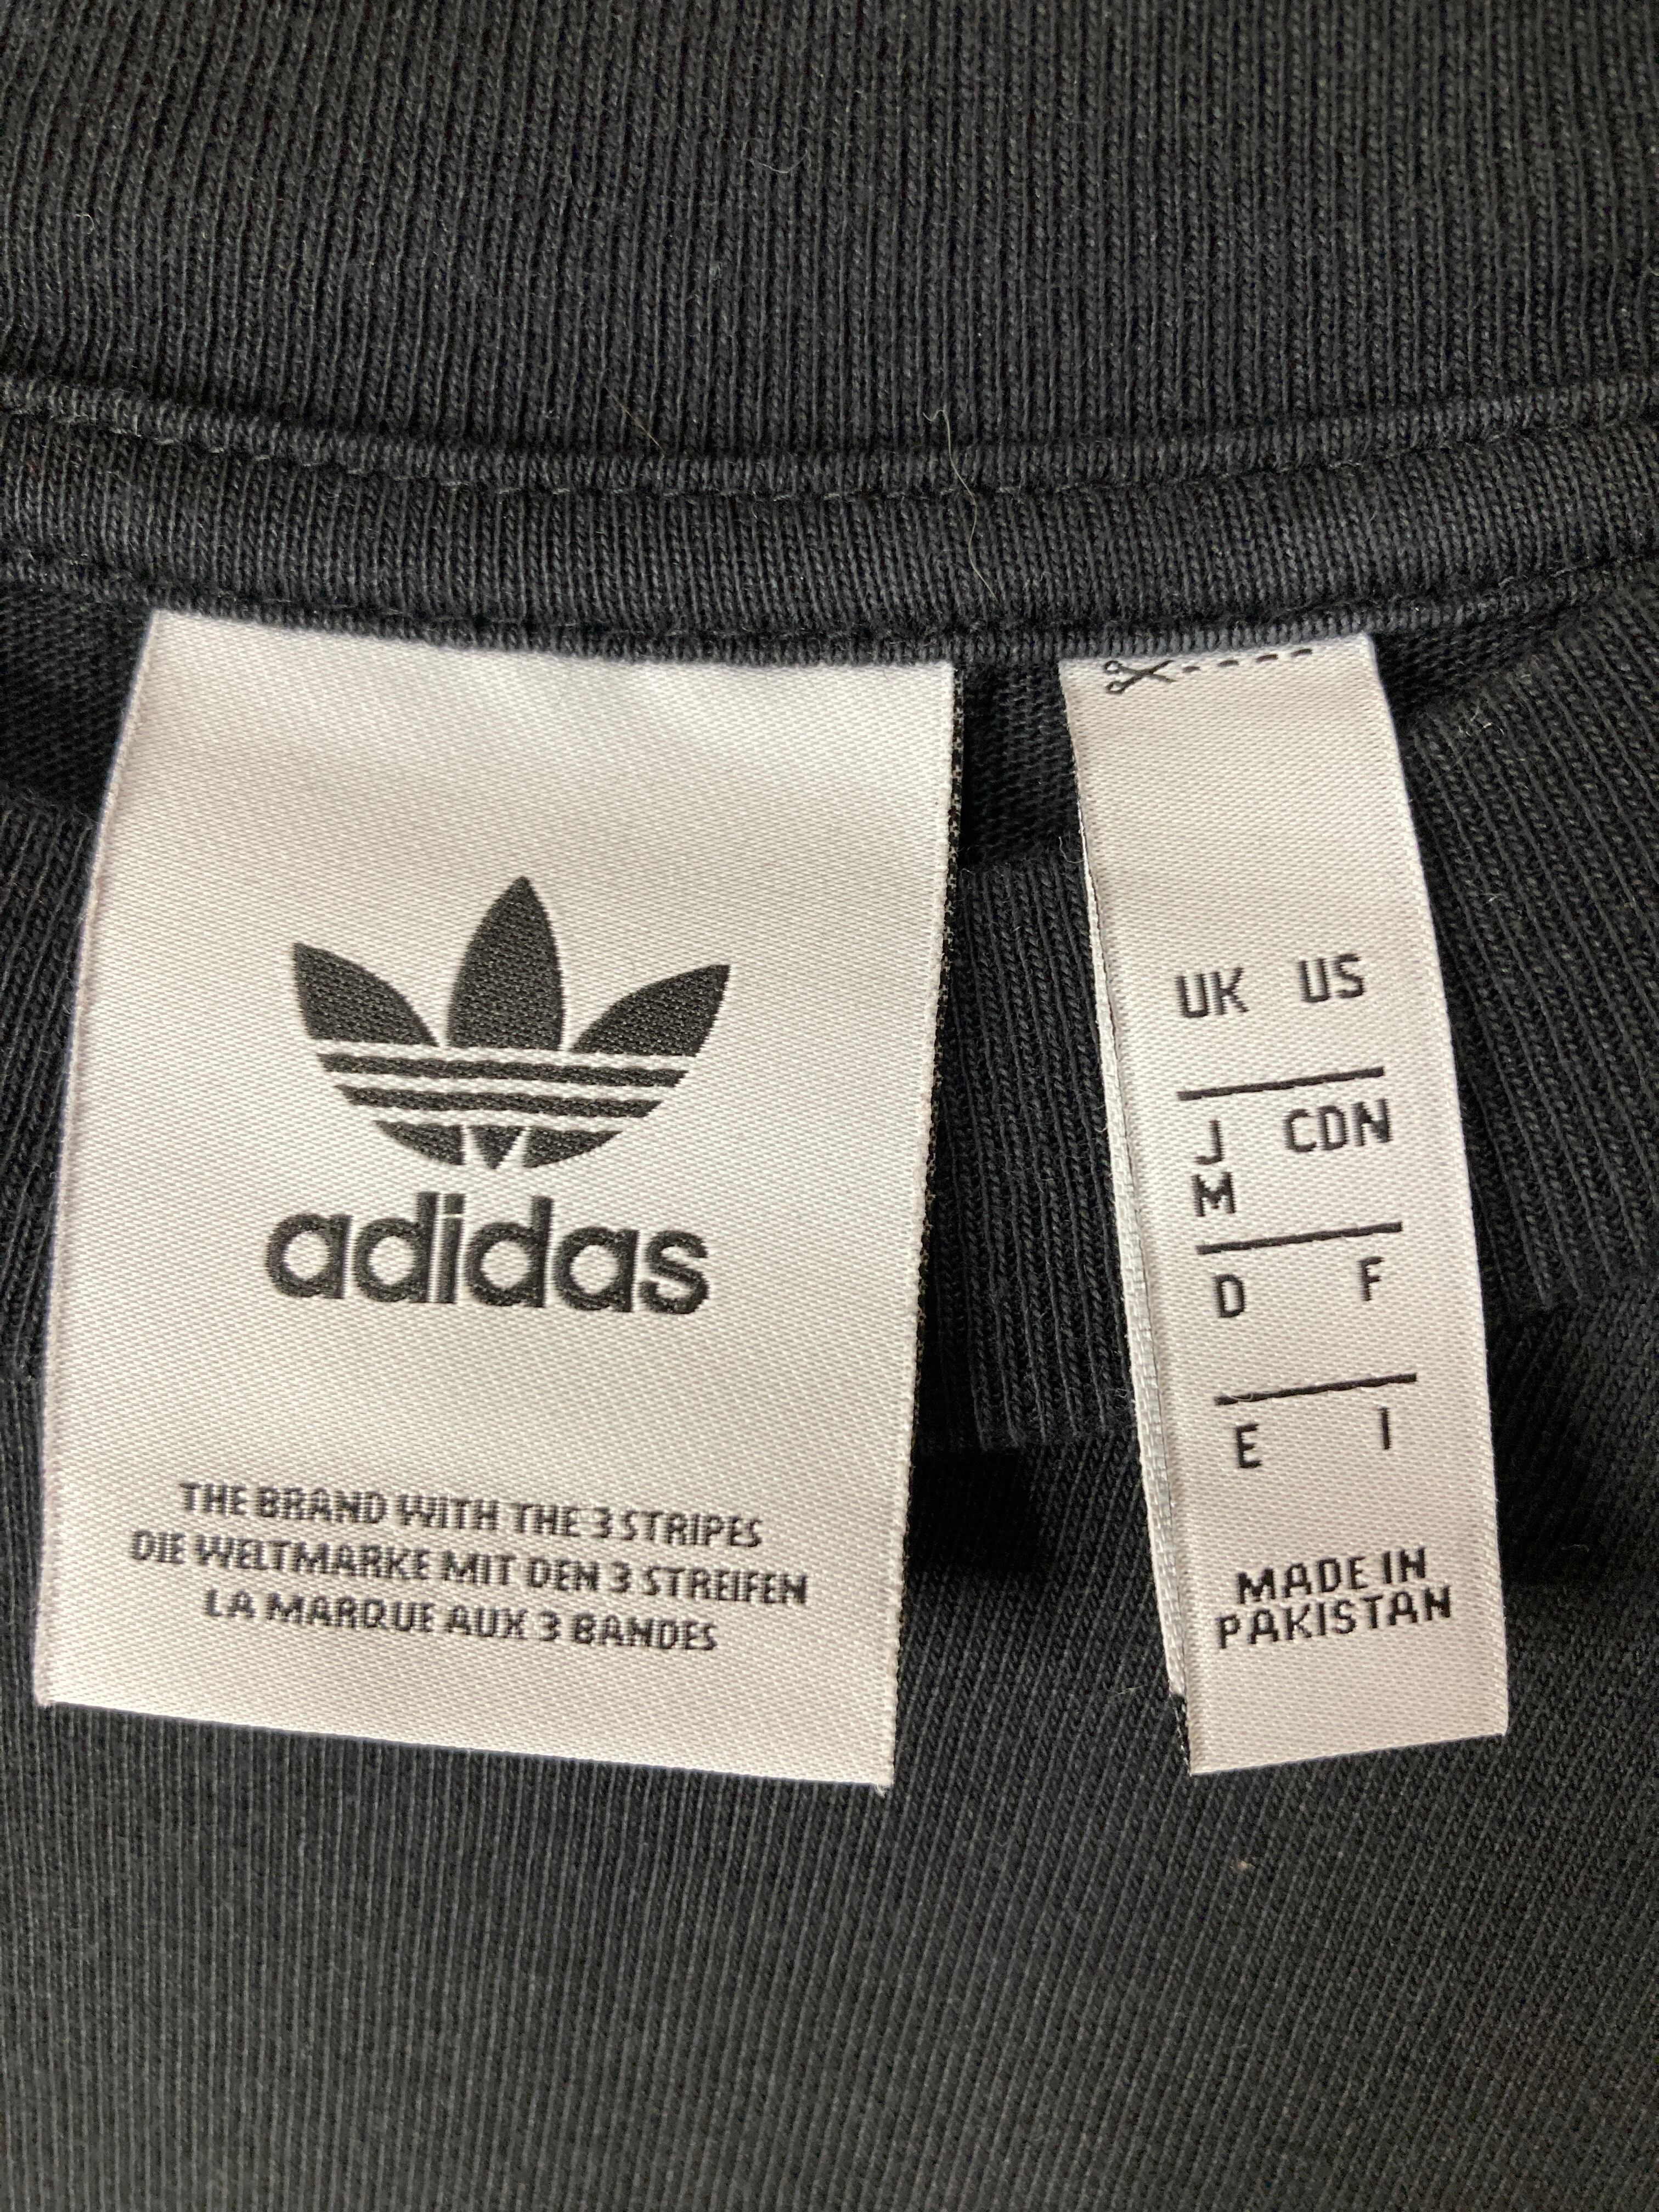 adidas
THE BRAND WITH THE 3 STRIPES
DIE WELTMARKE MIT DEN 3 STREIFEN
LA MARQUE AUX 3 BANDES
UK US
J CDN
M
D F
E I
MADE IN
PAKISTAN